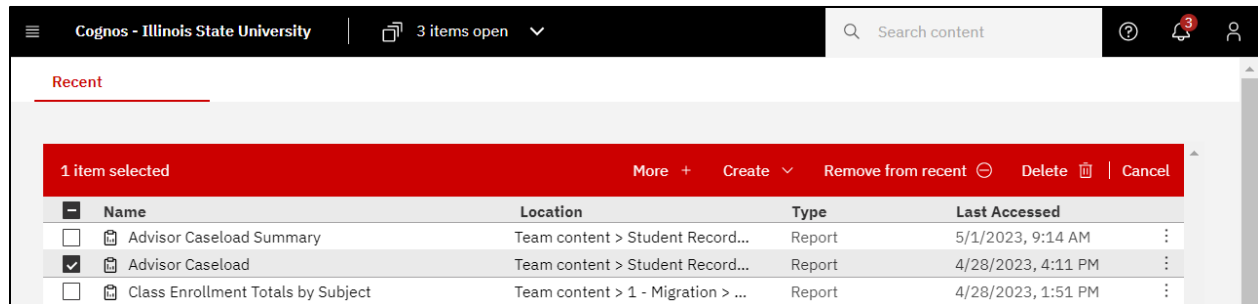 Cognos - Illinois State University 3 items open Search content 3
Recent
1 item selected More + Create Remove from recent Delete Cancel
Name Location Type Last Accessed
Advisor Caseload Summary Team content > Student Record... Report 5/1/2023, 9:14 AM
Advisor Caseload Team content > Student Record... Report 4/28/2023, 4:11 PM
Class Enrollment Totals by Subject Team content > 1 - Migration > ... Report 4/28/2023, 1:51 PM